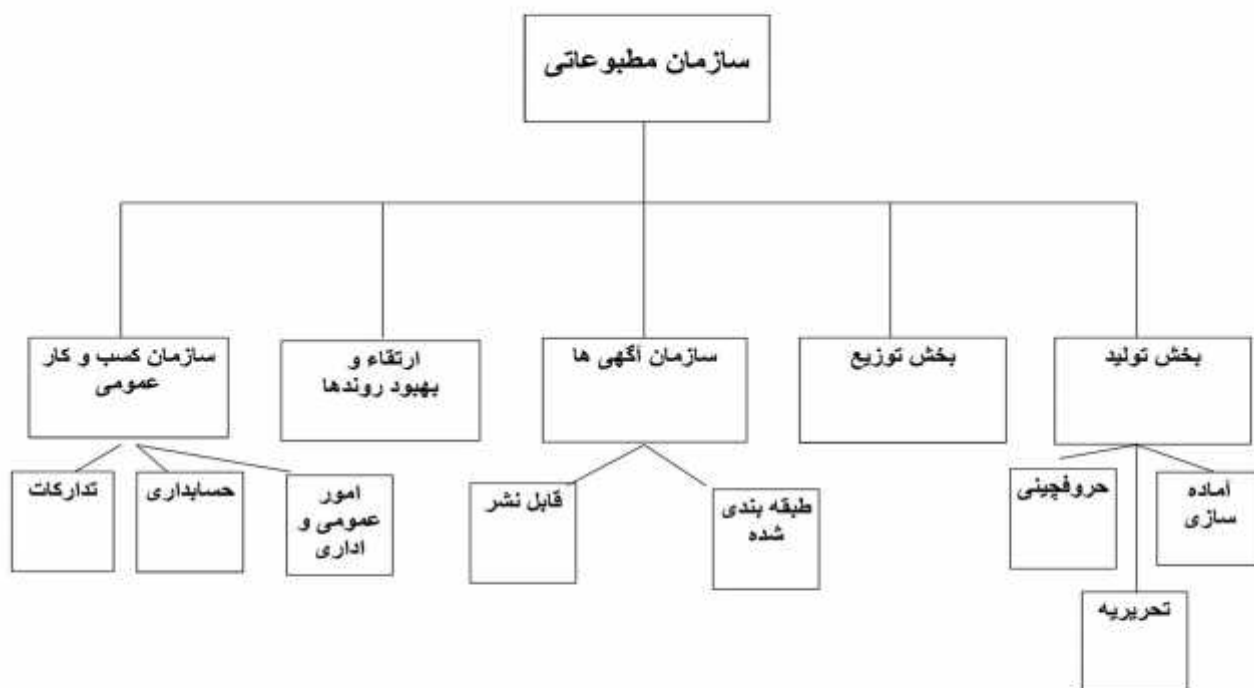 سازمان مطبوعاتی
بخش تولید
بخش توزیع
سازمان آگهی ها
ارتقاء و
بهبود روندها
سازمان کسب و کار
عمومی
آماده
سازی
حروفچینی
تحریریه
طبقه بندی
شده
قابل نشر
امور
عمومی و
اداری
حسابداری
تدارکات